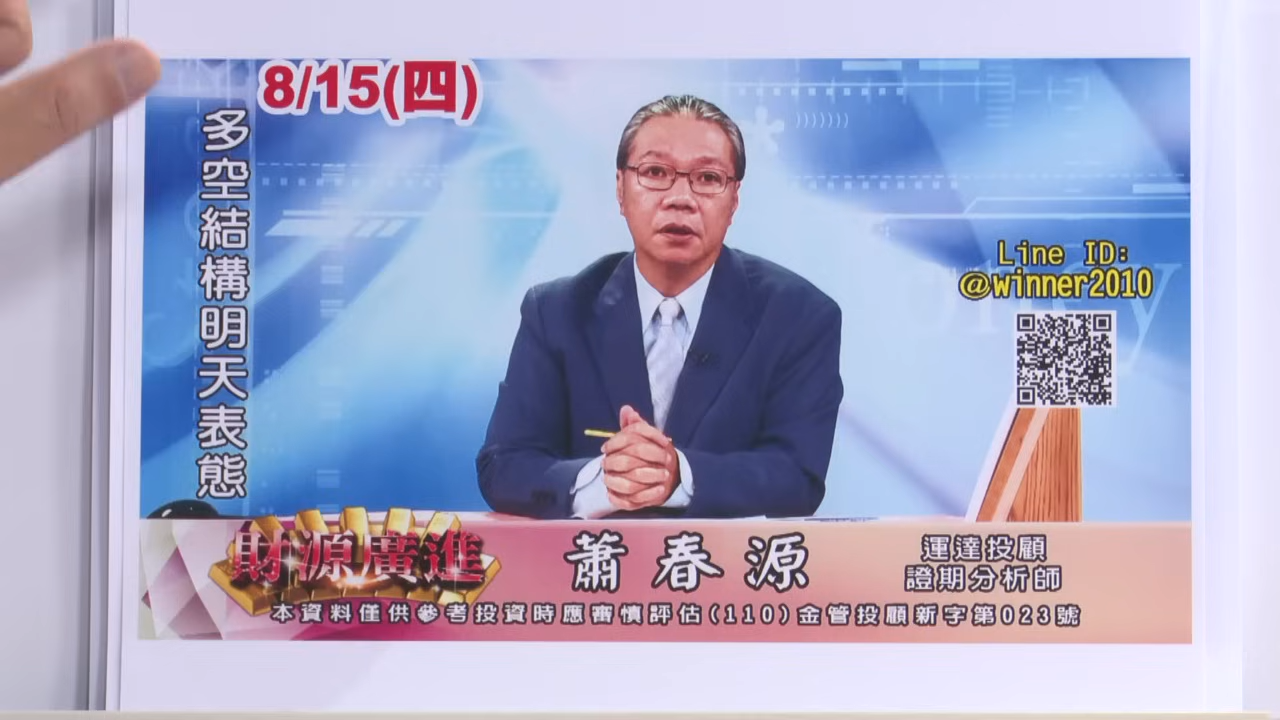 8/15(四)
多空結構明天表態
Line ID:
@winner2010
財源廣進
蕭春源
運達投顧
證期分析師
本資料僅供參考投資時應審慎評估(110)金管投顧新字第023號